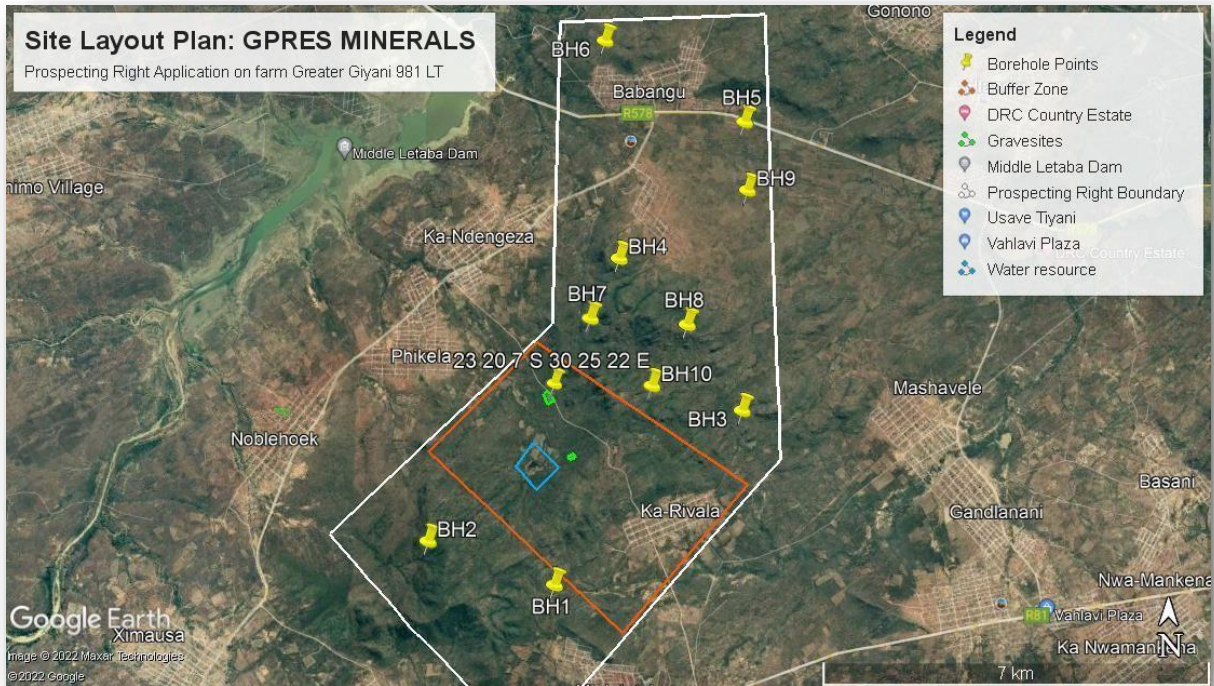 Site Layout Plan: GPRES MINERALS
Prospecting Right Application on farm Greater Giyani 981 LT
Legend
Borehole Points
Buffer Zone
DRC Country Estate
Gravesites
Middle Letaba Dam
Prospecting Right Boundary
Usave Tiyani
Vahlavi Plaza
Water resource
Gonono
BH6
Babangu
R578
BH5
Middle Letaba Dam
nimo Village
BH9
Ka-Ndengeza
BH4
DRC Country Estate
BH7
BH8
Phikela
23 20 7 S 30 25 22 E
BH10
Mashavele
BH3
Noblehoek
Basani
Ka-Rivala
Gandlanani
BH2
Nwa-Mankena
BH1
Google Earth
R81
Vahlavi Plaza
Ximausa
N
Ka Nwamankena
mage © 2022 Maxar Technologies
©2022 Google
7 km